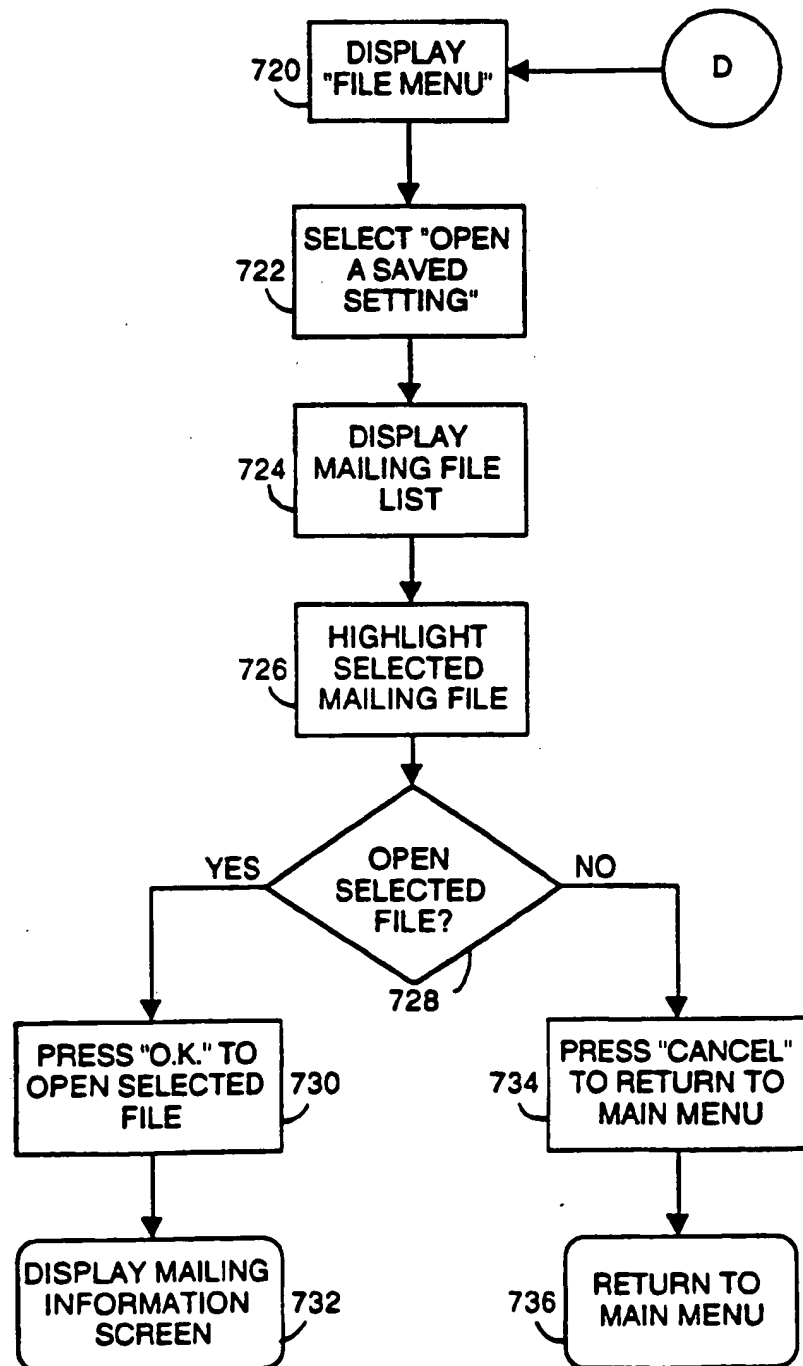 DISPLAY
"FILE MENU"
720
D
SELECT "OPEN
A SAVED
SETTING"
722
DISPLAY
MAILING FILE
LIST
724
HIGHLIGHT
SELECTED
MAILING FILE
726
YES
OPEN
SELECTED
FILE?
NO
728
PRESS "O.K." TO
OPEN SELECTED
FILE
730
PRESS "CANCEL"
TO RETURN TO
MAIN MENU
734
DISPLAY MAILING
INFORMATION
SCREEN
732
RETURN TO
MAIN MENU
736